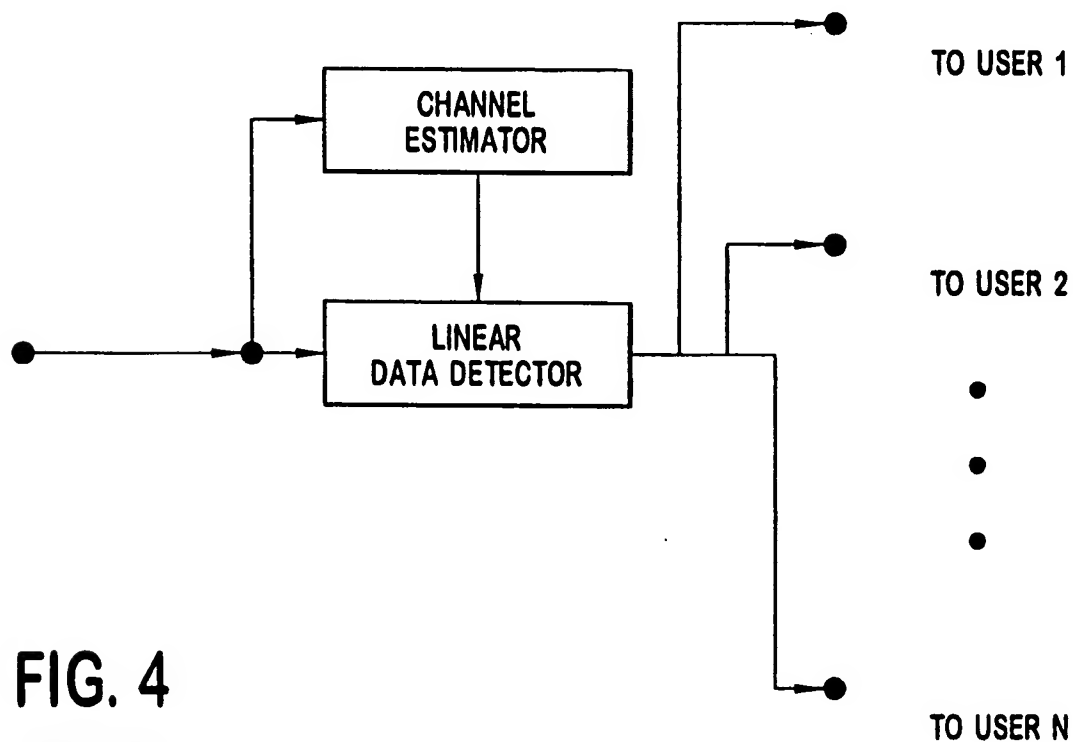 TO USER 1
CHANNEL
ESTIMATOR
TO USER 2
LINEAR
DATA DETECTOR
FIG. 4
TO USER N